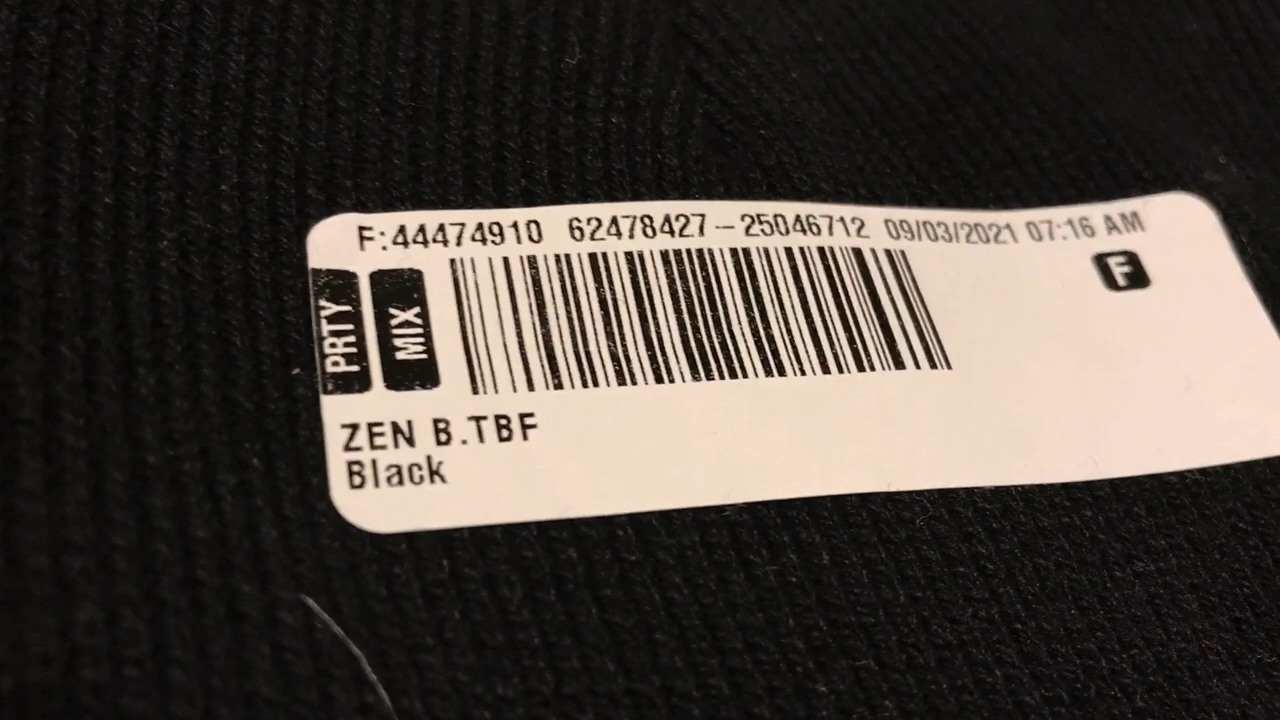 F:44474910 62478427--25046712 09/03/2021 07:16 AM
F
PRTY
MIX
ZEN B.TBF
Black